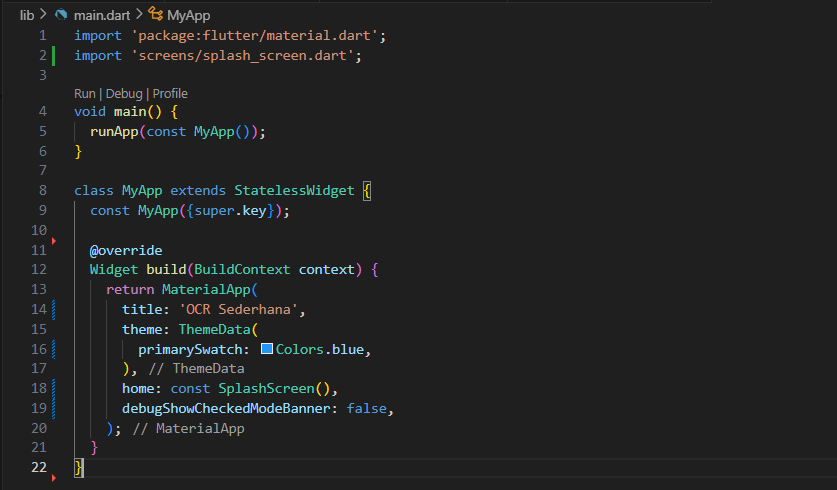 lib > main.dart > MyApp
1 import 'package:flutter/material.dart';
2 import 'screens/splash_screen.dart';
3
Run | Debug | Profile
4 void main() {
5   runApp(const MyApp());
6 }
7
8 class MyApp extends StatelessWidget {
9   const MyApp({super.key});
10
11   @override
12   Widget build(BuildContext context) {
13     return MaterialApp(
14       title: 'OCR Sederhana',
15       theme: ThemeData(
16         primarySwatch: Colors.blue,
17       ), // ThemeData
18       home: const SplashScreen(),
19       debugShowCheckedModeBanner: false,
20     ); // MaterialApp
21   }
22 }